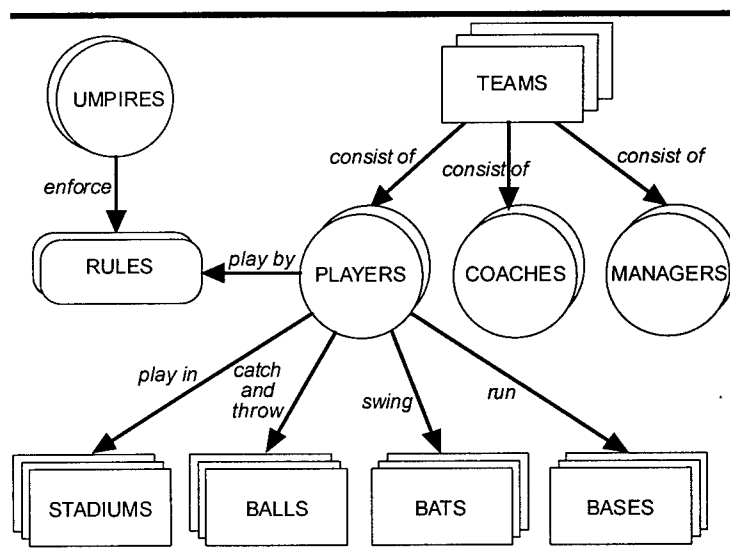 UMPIRES
TEAMS
consist of
consist of
consist of
enforce
RULES
play by
PLAYERS
COACHES
MANAGERS
play in
catch
and
throw
swing
run
STADIUMS
BALLS
BATS
BASES